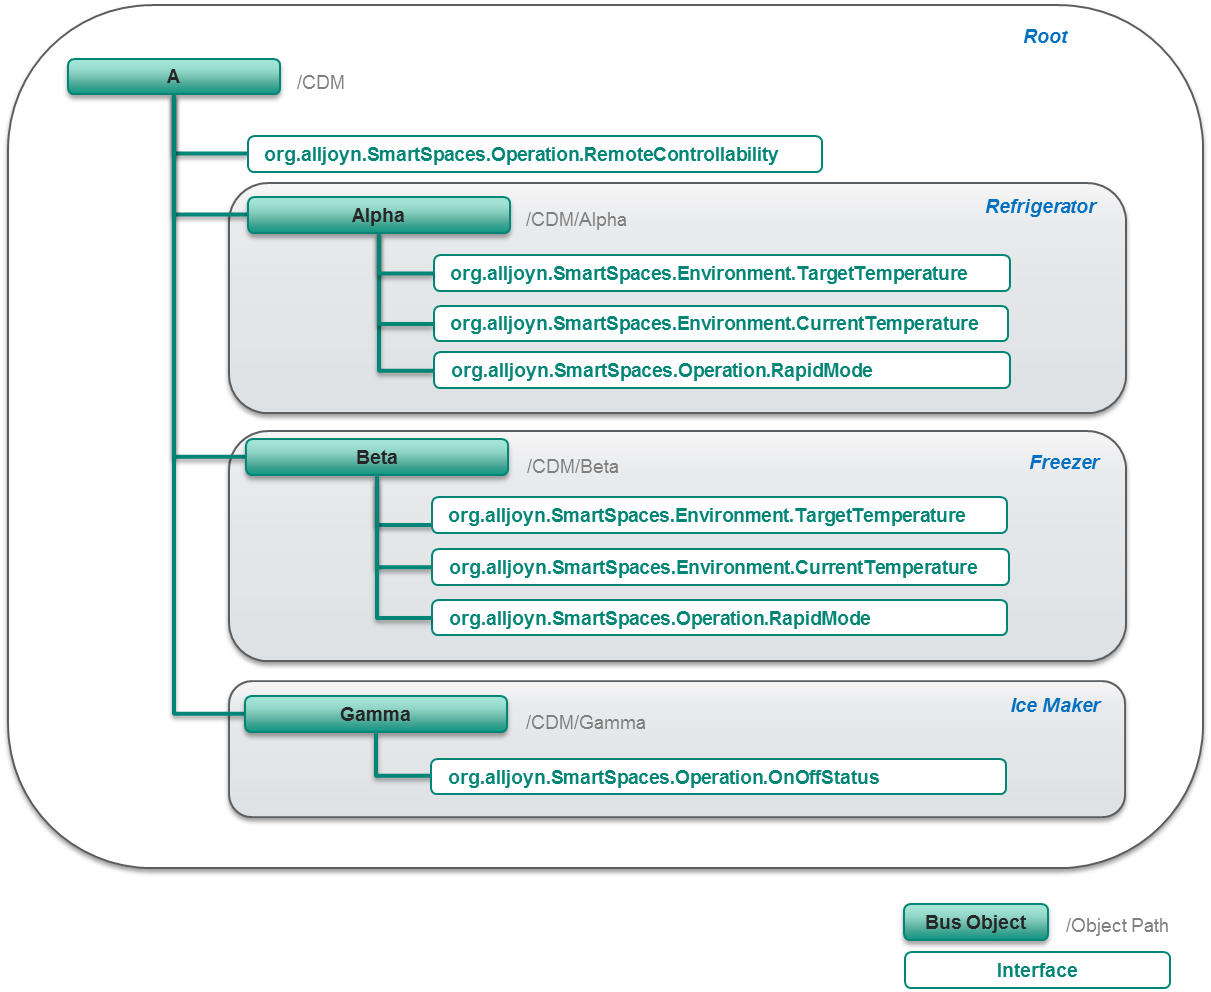 Root
A
/CDM
org.alljoyn.SmartSpaces.Operation.RemoteControllability
Refrigerator
Alpha
/CDM/Alpha
org.alljoyn.SmartSpaces.Environment.TargetTemperature
org.alljoyn.SmartSpaces.Environment.CurrentTemperature
org.alljoyn.SmartSpaces.Operation.RapidMode
Freezer
Beta
/CDM/Beta
org.alljoyn.SmartSpaces.Environment.TargetTemperature
org.alljoyn.SmartSpaces.Environment.CurrentTemperature
org.alljoyn.SmartSpaces.Operation.RapidMode
Ice Maker
Gamma
/CDM/Gamma
org.alljoyn.SmartSpaces.Operation.OnOffStatus
Bus Object
/Object Path
Interface